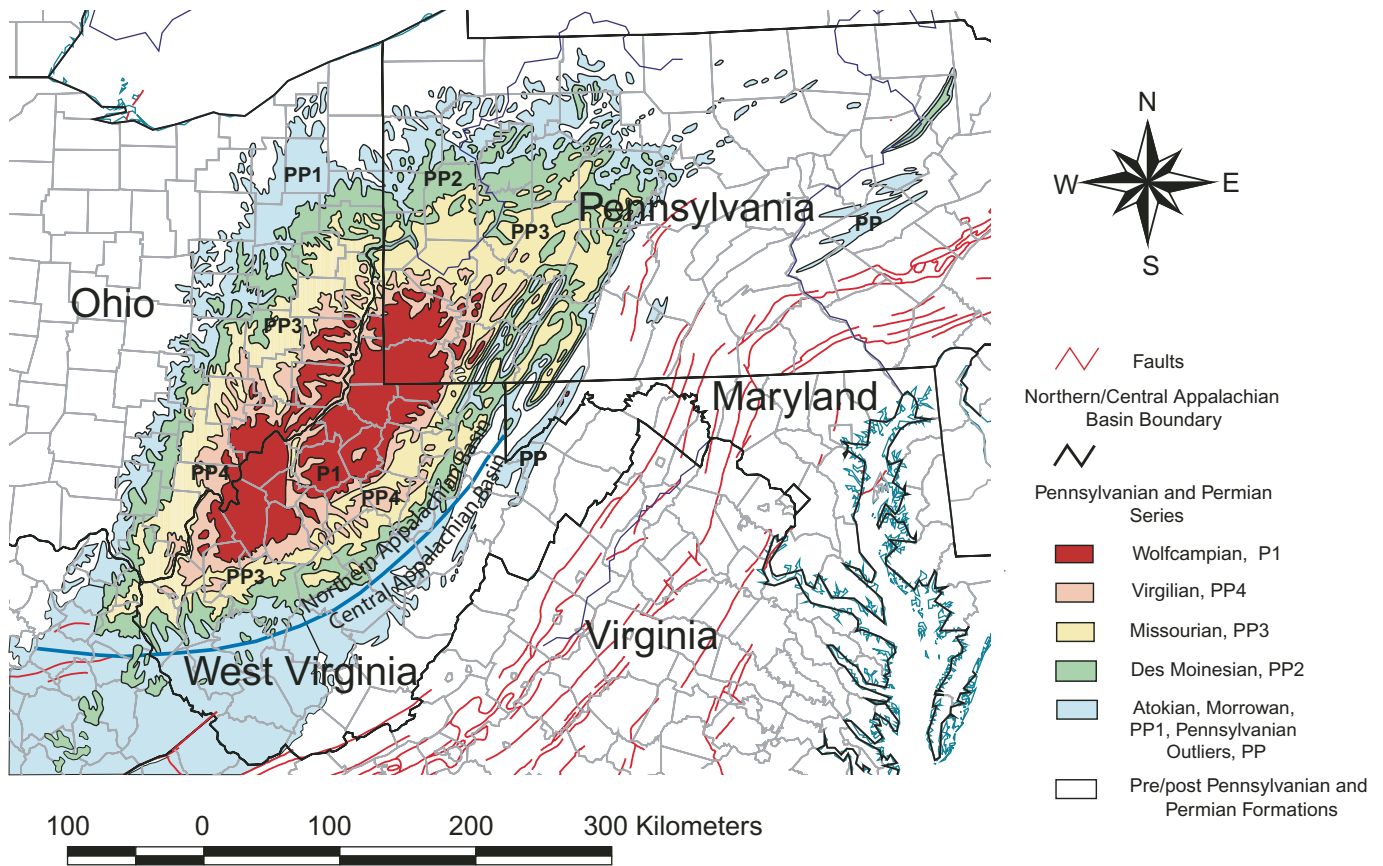 PP1
PP2
Pennsylvania
PP3
PP
Ohio
PP3
Maryland
PP4
P1
PP4
PP
PP3
Northern Appalachian Basin
Central Appalachian Basin
West Virginia
Virginia
N
W
E
S
Faults
Northern/Central Appalachian
Basin Boundary
Pennsylvanian and Permian
Series
Wolfcampian, P1
Virgilian, PP4
Missourian, PP3
Des Moinesian, PP2
Atokian, Morrowan,
PP1, Pennsylvanian
Outliers, PP
Pre/post Pennsylvanian and
Permian Formations
100 0 100 200 300 Kilometers